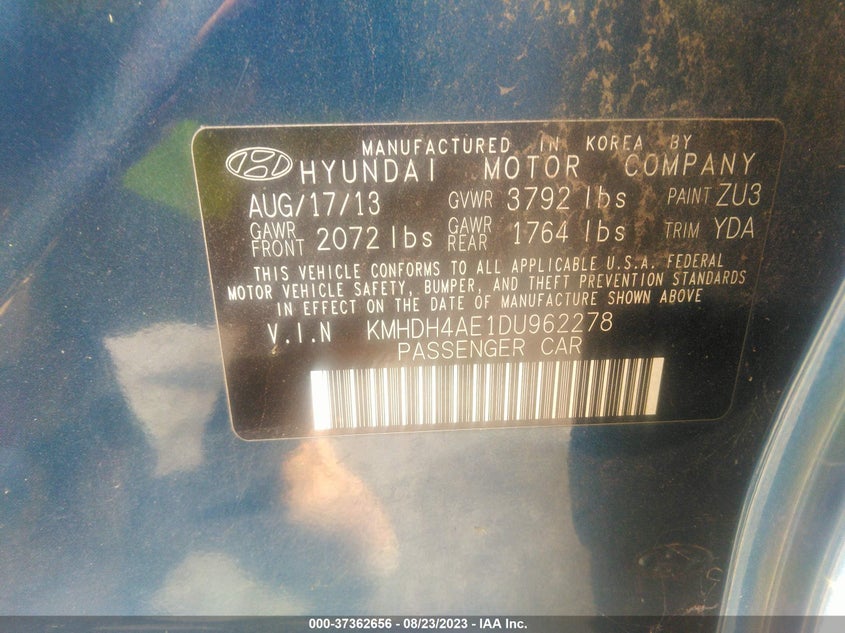 MANUFACTURED IN KOREA BY
HYUNDAI MOTOR COMPANY
AUG/17/13 GVWR 3792 lbs PAINT ZU3
GAWR FRONT 2072 lbs GAWR REAR 1764 lbs TRIM YDA
THIS VEHICLE CONFORMS TO ALL APPLICABLE U.S.A. FEDERAL
MOTOR VEHICLE SAFETY, BUMPER, AND THEFT PREVENTION STANDARDS
IN EFFECT ON THE DATE OF MANUFACTURE SHOWN ABOVE
V.I.N KMHDH4AE1DU962278
PASSENGER CAR
000-37362656 - 08/23/2023 - IAA Inc.